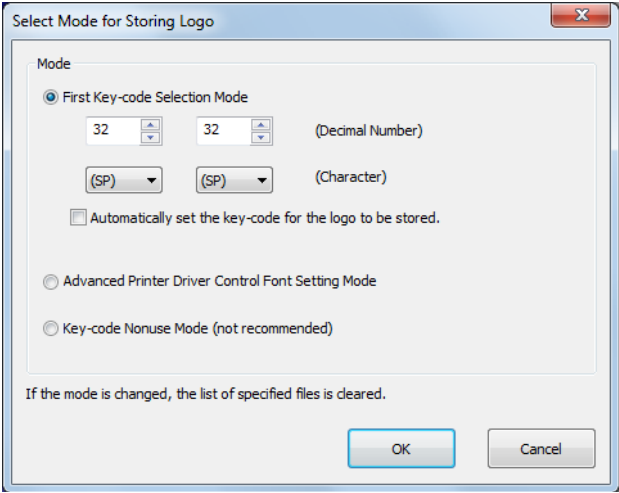 Select Mode for Storing Logo
Mode
First Key-code Selection Mode
32 32 (Decimal Number)
(SP) (SP) (Character)
Automatically set the key-code for the logo to be stored.
Advanced Printer Driver Control Font Setting Mode
Key-code Nonuse Mode (not recommended)
If the mode is changed, the list of specified files is cleared.
OK Cancel